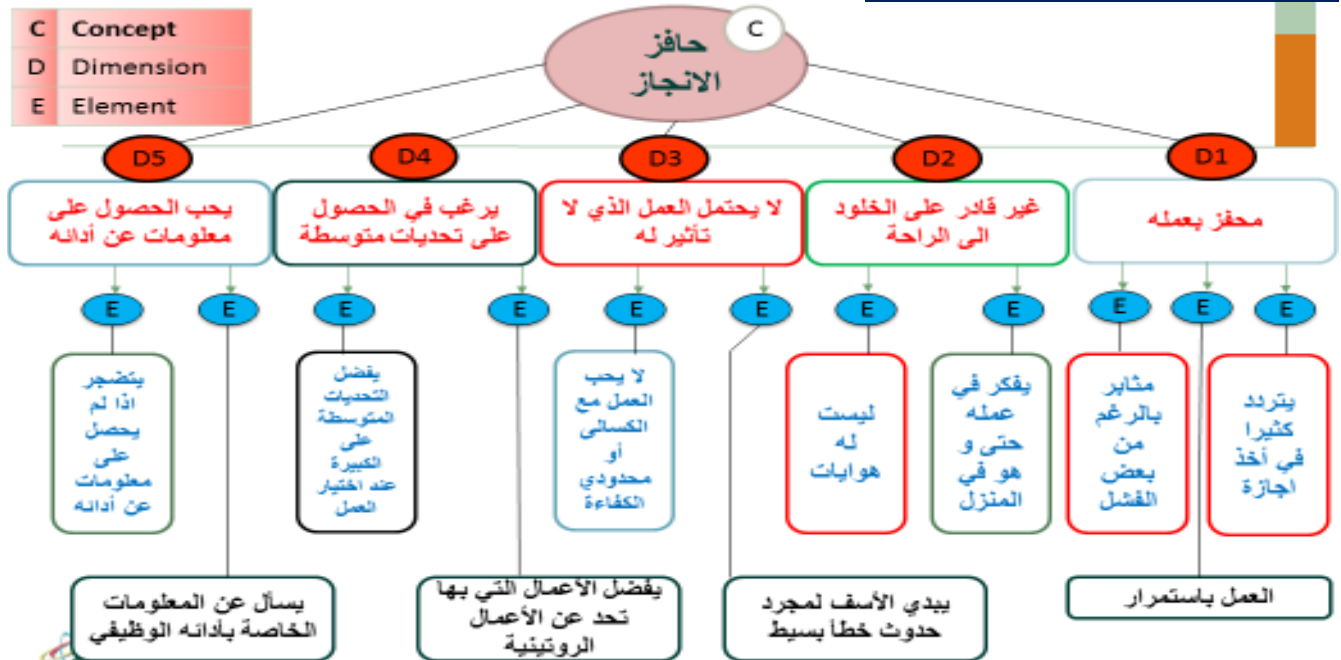 C Concept
D Dimension
E Element
C
حافز
الانجاز
D5
D4
D3
D2
D1
يحب الحصول على
معلومات عن أدائه
يرغب في الحصول
على تحديات متوسطة
لا يحتمل العمل الذي لا
تأثير له
غير قادر على الخلود
الى الراحة
محفز بعمله
E
E
E
E
E
E
E
E
E
E
E
يتضجر
اذا لم
يحصل
على
معلومات
عن أدائه
يفضل
التحديات
المتوسطة
على
الكبيرة
عند اختيار
العمل
لا يحب
العمل مع
الكسالى
أو
محدودي
الكفاءة
ليست
له
هوايات
يفكر في
عمله
حتى و
هو في
المنزل
مثابر
بالرغم
من
بعض
الفشل
يتردد
كثيرا
في أخذ
اجازة
يسأل عن المعلومات
الخاصة بأدائه الوظيفي
يفضل الأعمال التي بها
تحد عن الأعمال
الروتينية
يبدي الأسف لمجرد
حدوث خطأ بسيط
العمل باستمرار